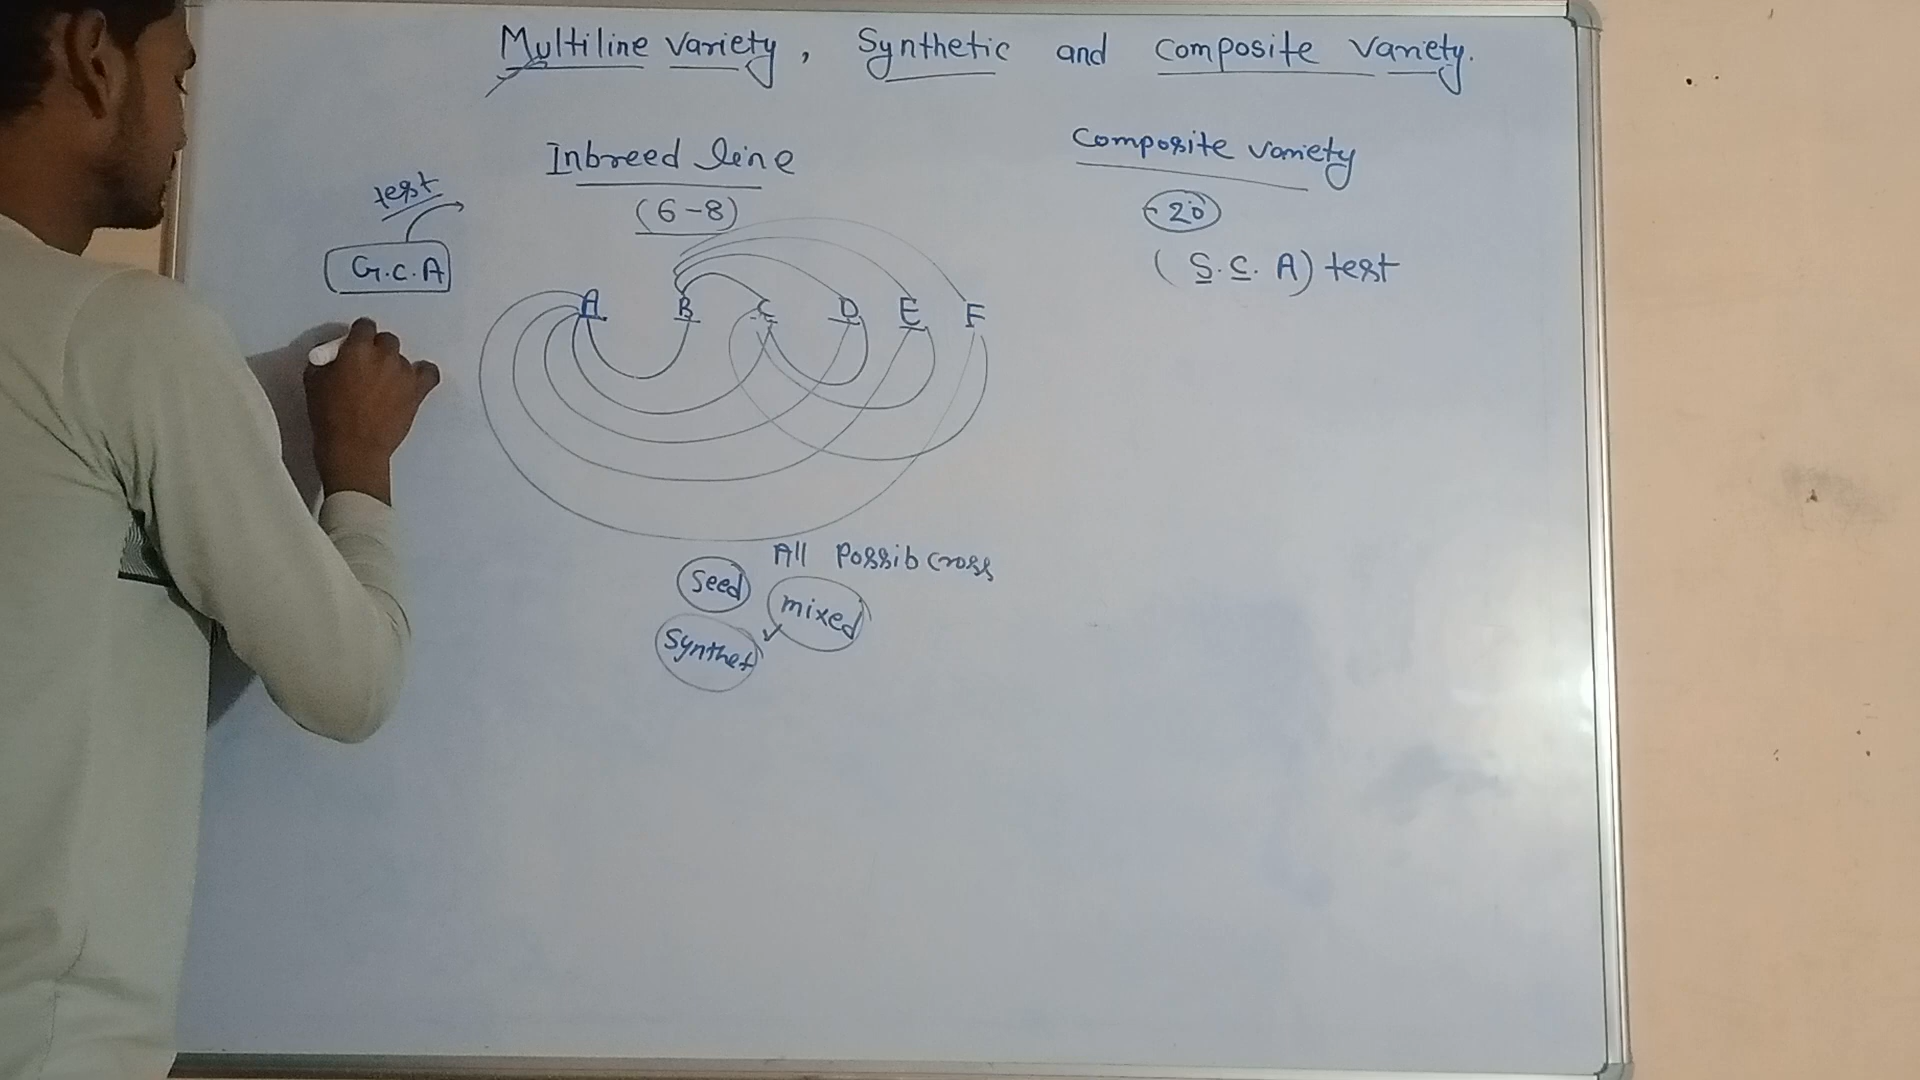 Multiline variety, Synthetic and composite variety.
Inbreed line
(6-8)
test
G.C.A
A B C D E F
All Possib cross
seed
mixed
synthet
composite variety
-20
(S.C.A) test